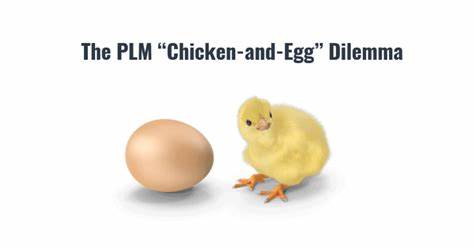 The PLM “Chicken-and-Egg” Dilemma